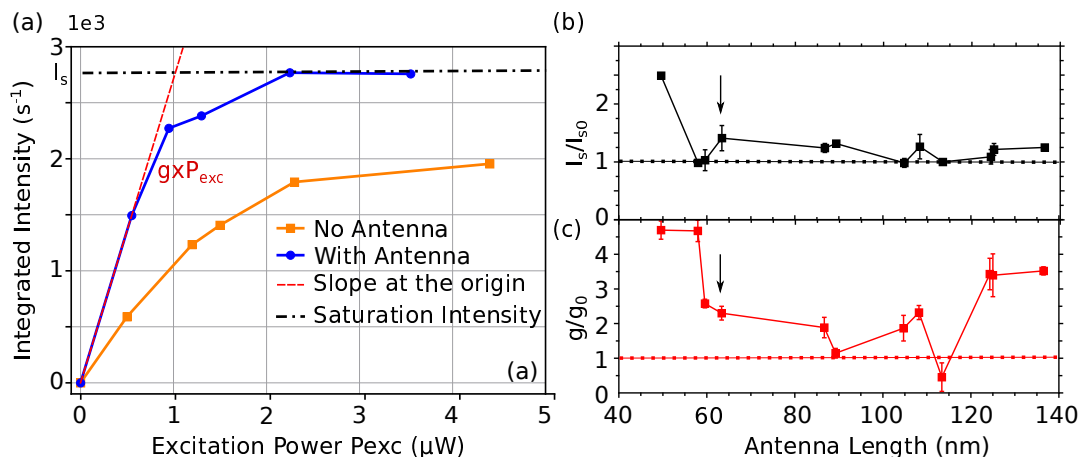 (a)
1e3
Integrated Intensity (s⁻¹)
3
Iₛ
2
1
0
gxP_exc
No Antenna
With Antenna
Slope at the origin
Saturation Intensity
(a)
0 1 2 3 4 5
Excitation Power Pexc (μW)
(b)
Iₛ/Iₛ₀
2
1
0
(c)
g/g₀
4
3
2
1
0
40 60 80 100 120 140
Antenna Length (nm)